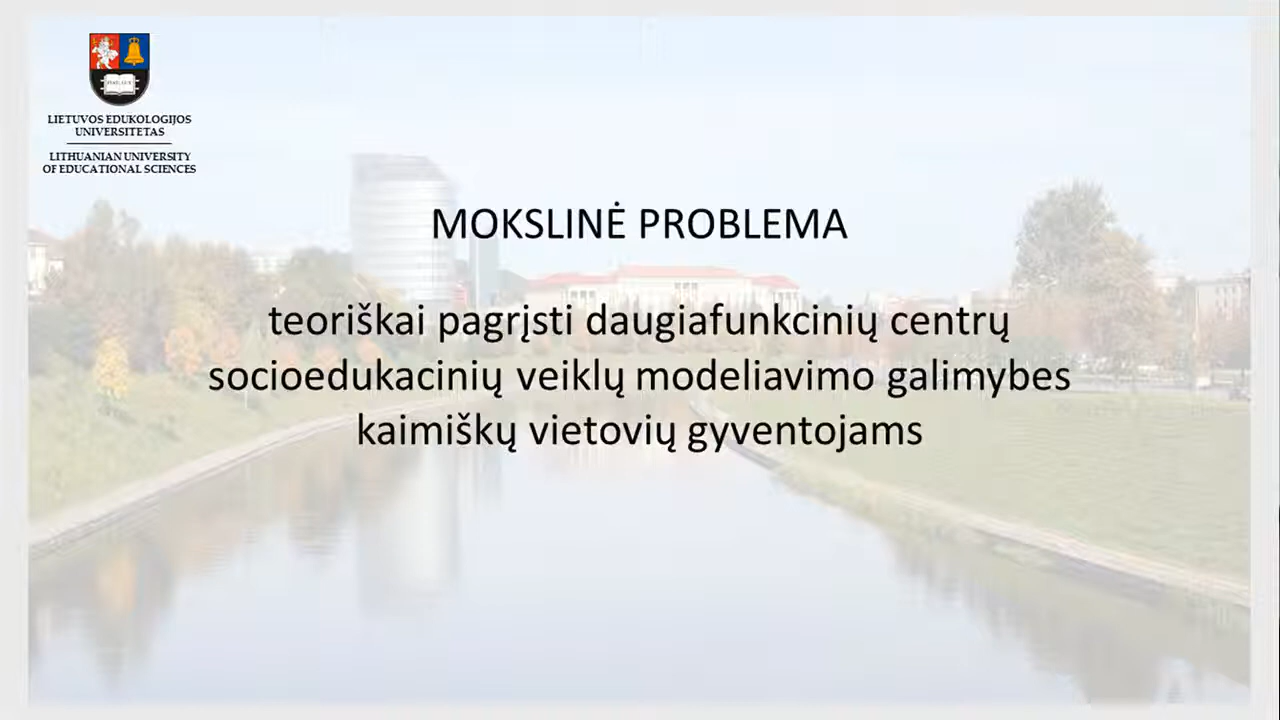 LIETUVOS EDUKOLOGIJOS
UNIVERSITETAS
LITHUANIAN UNIVERSITY
OF EDUCATIONAL SCIENCES
MOKSLINĖ PROBLEMA
teoriškai pagrįsti daugiafunkcinių centrų
socioedukacinių veiklų modeliavimo galimybes
kaimiškų vietovių gyventojams